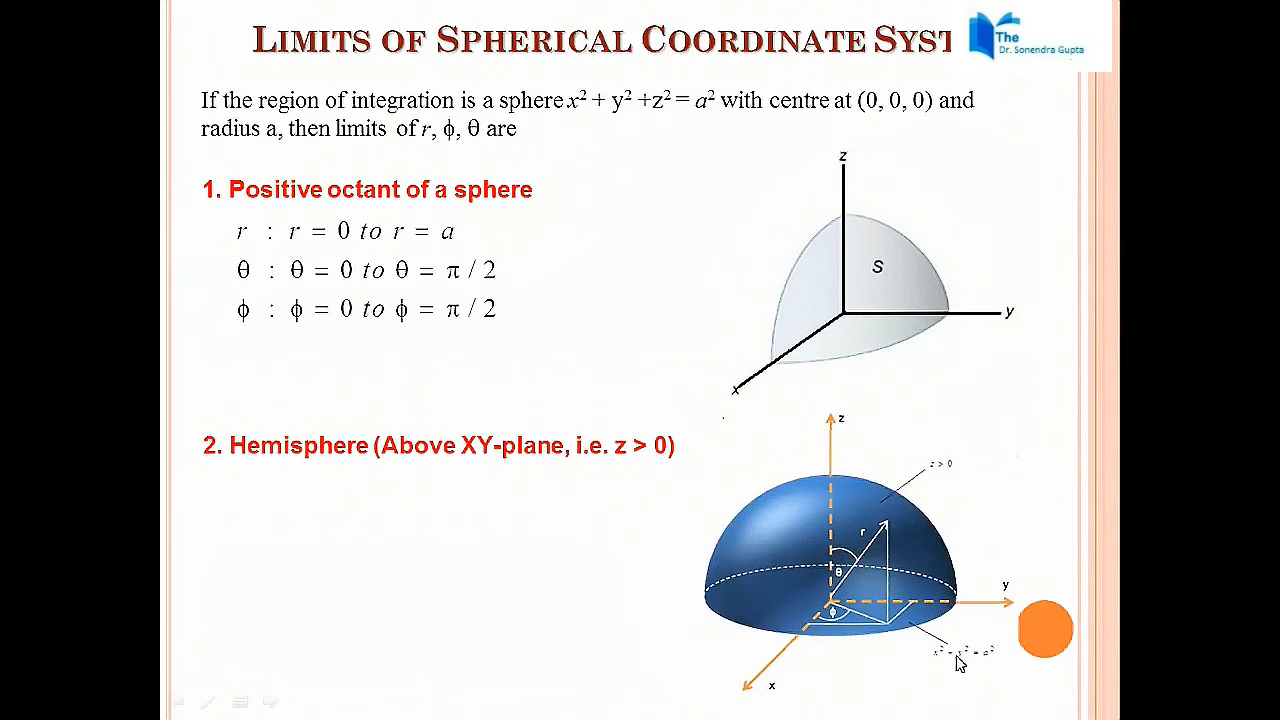 LIMITS OF SPHERICAL COORDINATE SYST
The
Dr. Sonendra Gupta
If the region of integration is a sphere x² + y² +z² = a² with centre at (0, 0, 0) and
radius a, then limits of r, ϕ, θ are
1. Positive octant of a sphere
r : r = 0 to r = a
θ : θ = 0 to θ = π / 2
ϕ : ϕ = 0 to ϕ = π / 2
z
S
y
x
2. Hemisphere (Above XY-plane, i.e. z > 0)
z
z > 0
r
θ
y
ϕ
x